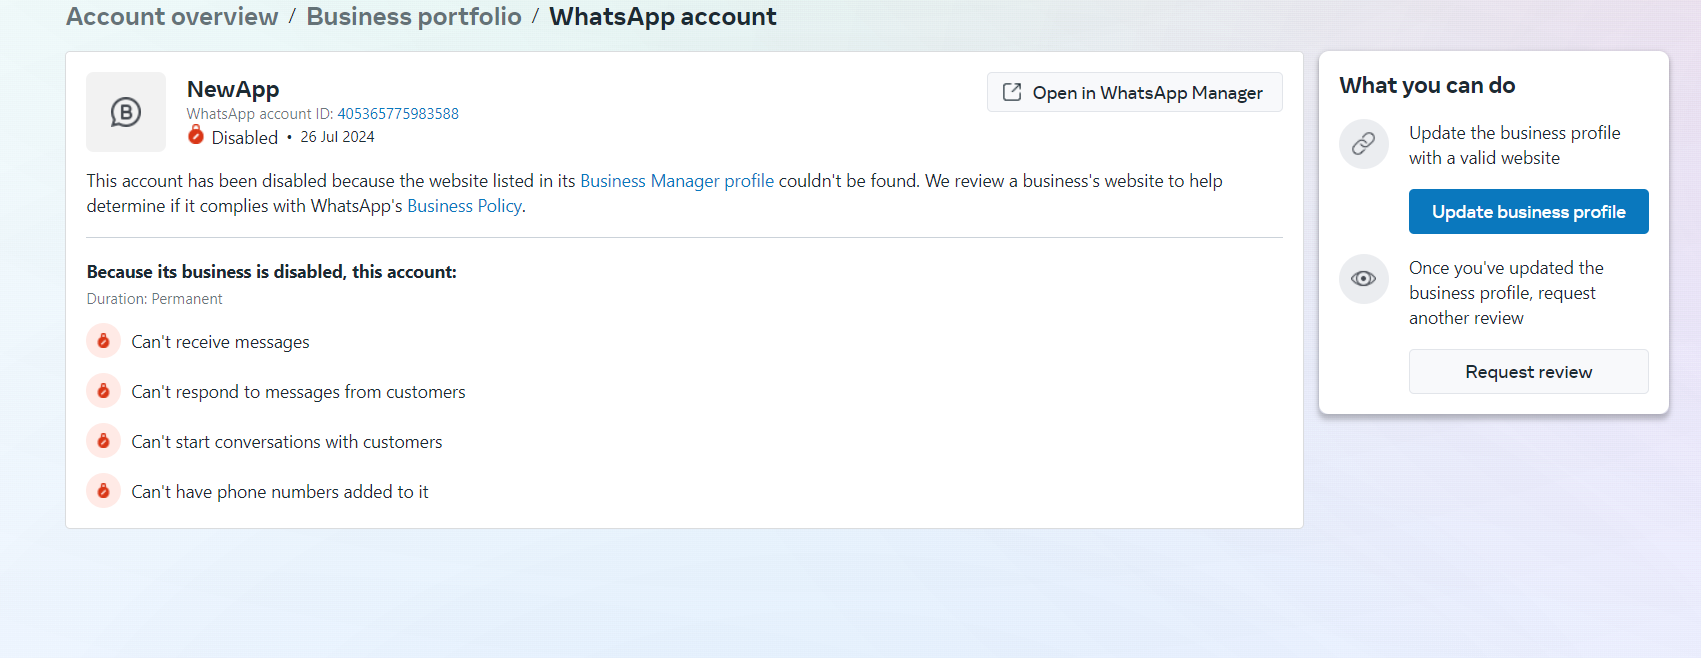 Account overview / Business portfolio / WhatsApp account
NewApp
WhatsApp account ID: 405365775983588
Disabled • 26 Jul 2024
Open in WhatsApp Manager
This account has been disabled because the website listed in its Business Manager profile couldn't be found. We review a business's website to help
determine if it complies with WhatsApp's Business Policy.
Because its business is disabled, this account:
Duration: Permanent
Can't receive messages
Can't respond to messages from customers
Can't start conversations with customers
Can't have phone numbers added to it
What you can do
Update the business profile
with a valid website
Update business profile
Once you've updated the
business profile, request
another review
Request review